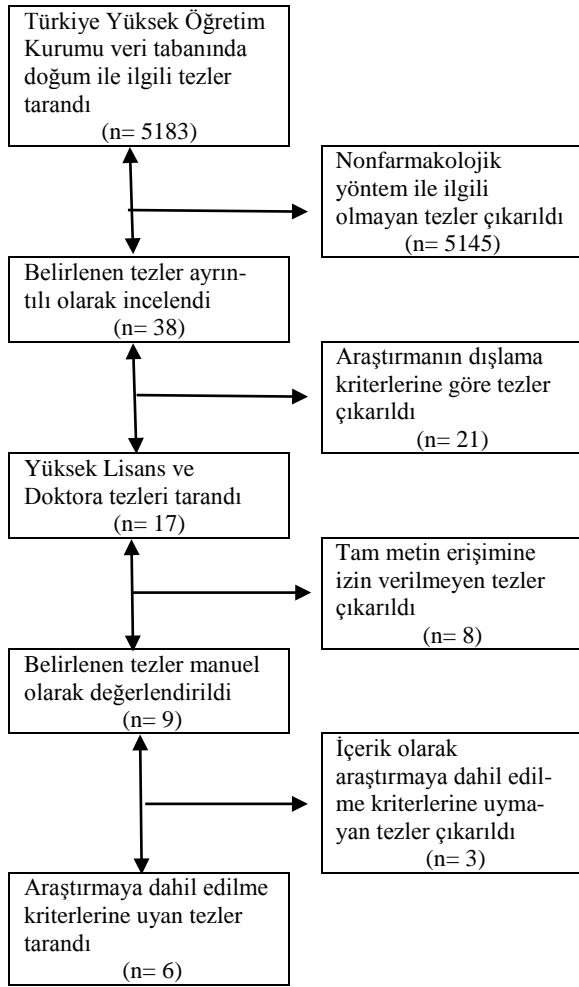 Türkiye Yüksek Öğretim
Kurumu veri tabanında
doğum ile ilgili tezler
tarandı
(n= 5183)
Nonfarmakolojik
yöntem ile ilgili
olmayan tezler çıkarıldı
(n= 5145)
Belirlenen tezler ayrın-
tılı olarak incelendi
(n= 38)
Araştırmanın dışlama
kriterlerine göre tezler
çıkarıldı
(n= 21)
Yüksek Lisans ve
Doktora tezleri tarandı
(n= 17)
Tam metin erişimine
izin verilmeyen tezler
çıkarıldı
(n= 8)
Belirlenen tezler manuel
olarak değerlendirildi
(n= 9)
İçerik olarak
araştırmaya dahil edil-
me kriterlerine uyma-
yan tezler çıkarıldı
(n= 3)
Araştırmaya dahil edilme
kriterlerine uyan tezler
tarandı
(n= 6)